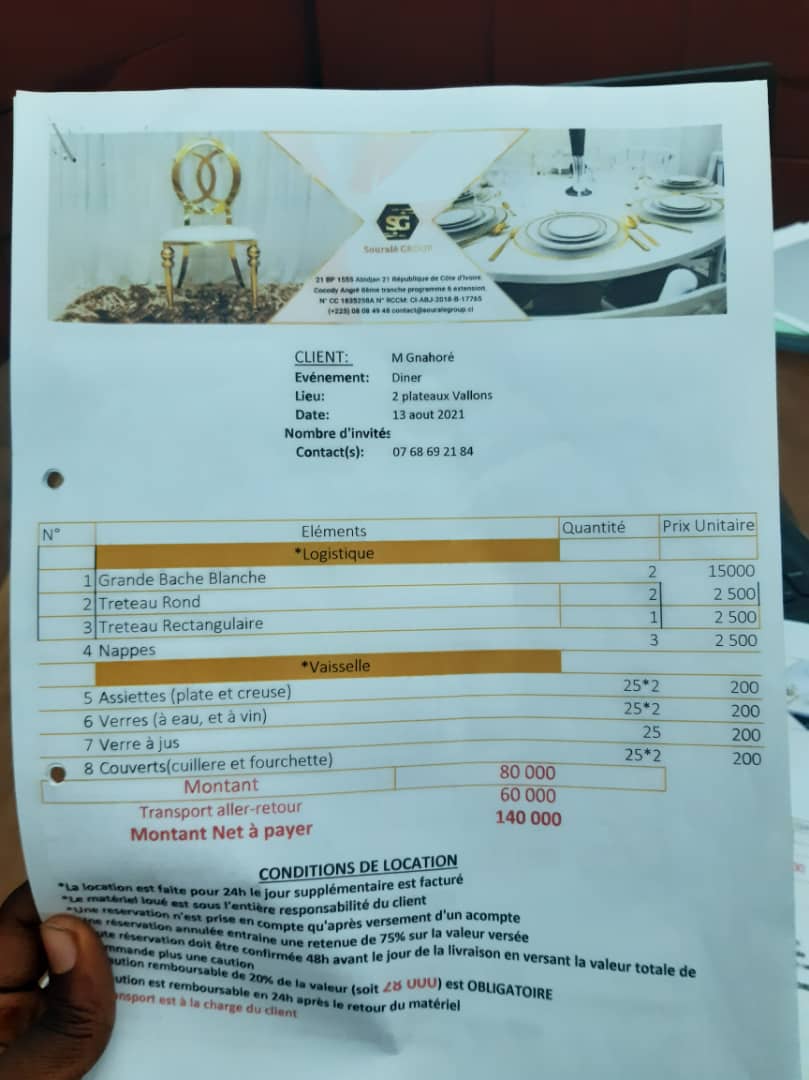 SG
Souralé GROUP
21 BP 1555 Abidjan 21 République de Côte d'Ivoire
Cocody Angré 8ème tranche programme 6 extension
N° CC 1835258A N° RCCM: CI-ABJ-2018-B-17765
(+225) 08 08 49 48 contact@souralegroup.ci
CLIENT: M Gnahoré
Evénement: Diner
Lieu: 2 plateaux Vallons
Date: 13 aout 2021
Nombre d'invités
Contact(s): 07 68 69 21 84
N° Eléments Quantité Prix Unitaire
*Logistique
1 Grande Bache Blanche 2 15000
2 Treteau Rond 2 2 500
3 Treteau Rectangulaire 1 2 500
4 Nappes 3 2 500
*Vaisselle
5 Assiettes (plate et creuse) 25*2 200
6 Verres (à eau, et à vin) 25*2 200
7 Verre à jus 25 200
8 Couverts(cuillere et fourchette) 25*2 200
Montant 80 000
Transport aller-retour 60 000
Montant Net à payer 140 000
CONDITIONS DE LOCATION
*La location est faite pour 24h le jour supplémentaire est facturé
*Le matériel loué est sous l'entière responsabilité du client
*Une reservation n'est prise en compte qu'après versement d'un acompte
réservation annulée entraine une retenue de 75% sur la valeur versée
réservation doit être confirmée 48h avant le jour de la livraison en versant la valeur totale de
mmande plus une caution
ution remboursable de 20% de la valeur (soit 28 000) est OBLIGATOIRE
ution est remboursable en 24h après le retour du matériel
nsport est à la charge du client